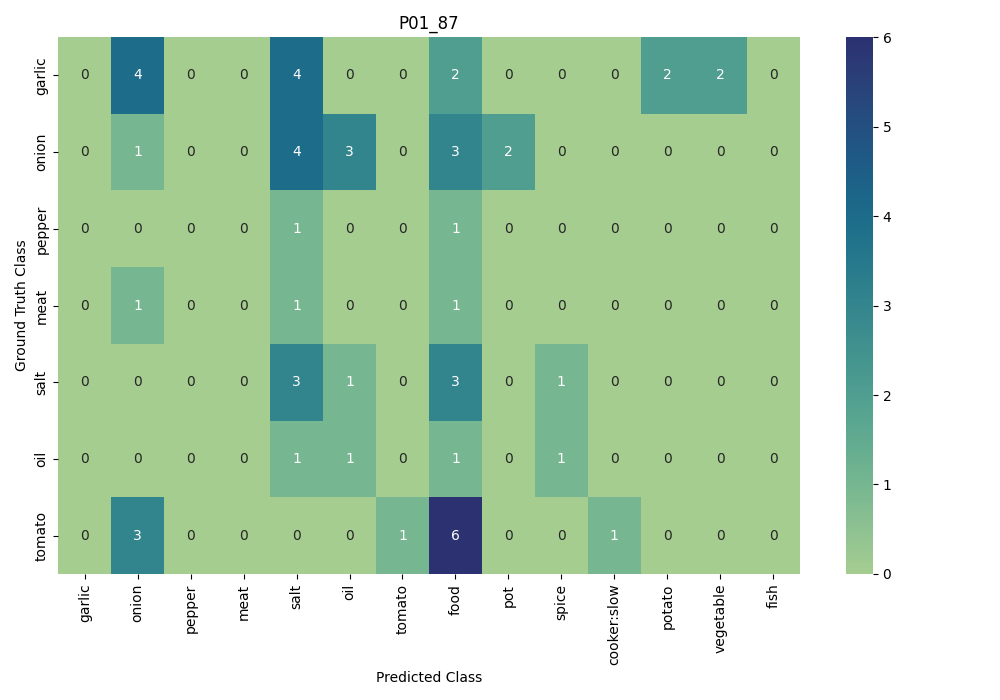 P01_87
garlic 0 4 0 0 4 0 0 2 0 0 0 2 2 0
onion 0 1 0 0 4 3 0 3 2 0 0 0 0 0
pepper 0 0 0 0 1 0 0 1 0 0 0 0 0 0
meat 0 1 0 0 1 0 0 1 0 0 0 0 0 0
salt 0 0 0 0 3 1 0 3 0 1 0 0 0 0
oil 0 0 0 0 1 1 0 1 0 1 0 0 0 0
tomato 0 3 0 0 0 0 1 6 0 0 1 0 0 0
Ground Truth Class
garlic onion pepper meat salt oil tomato food pot spice cooker:slow potato vegetable fish
Predicted Class
6
5
4
3
2
1
0